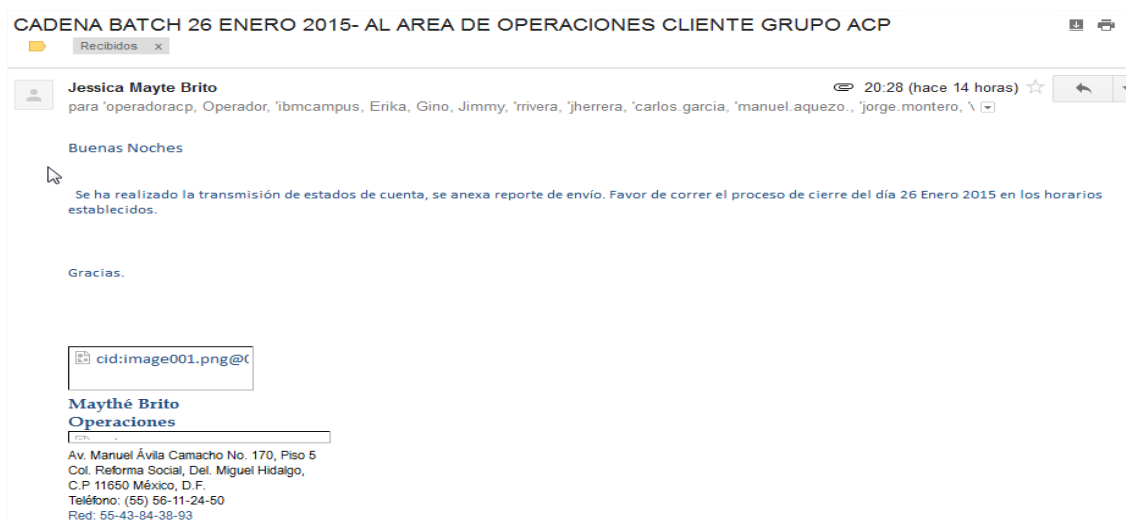 CADENA BATCH 26 ENERO 2015- AL AREA DE OPERACIONES CLIENTE GRUPO ACP
Recibidos x
Jessica Mayte Brito
20:28 (hace 14 horas)
para 'operadoracp, Operador, 'ibmcampus, Erika, Gino, Jimmy, 'rrivera, 'jherrera, 'carlos.garcia, 'manuel.aquezo., 'jorge.montero, \
Buenas Noches
Se ha realizado la transmisión de estados de cuenta, se anexa reporte de envío. Favor de correr el proceso de cierre del día 26 Enero 2015 en los horarios
establecidos.
Gracias.
cid:image001.png@
Maythé Brito
Operaciones
Av. Manuel Ávila Camacho No. 170, Piso 5
Col. Reforma Social, Del. Miguel Hidalgo,
C.P 11650 México, D.F.
Teléfono: (55) 56-11-24-50
Red: 55-43-84-38-93